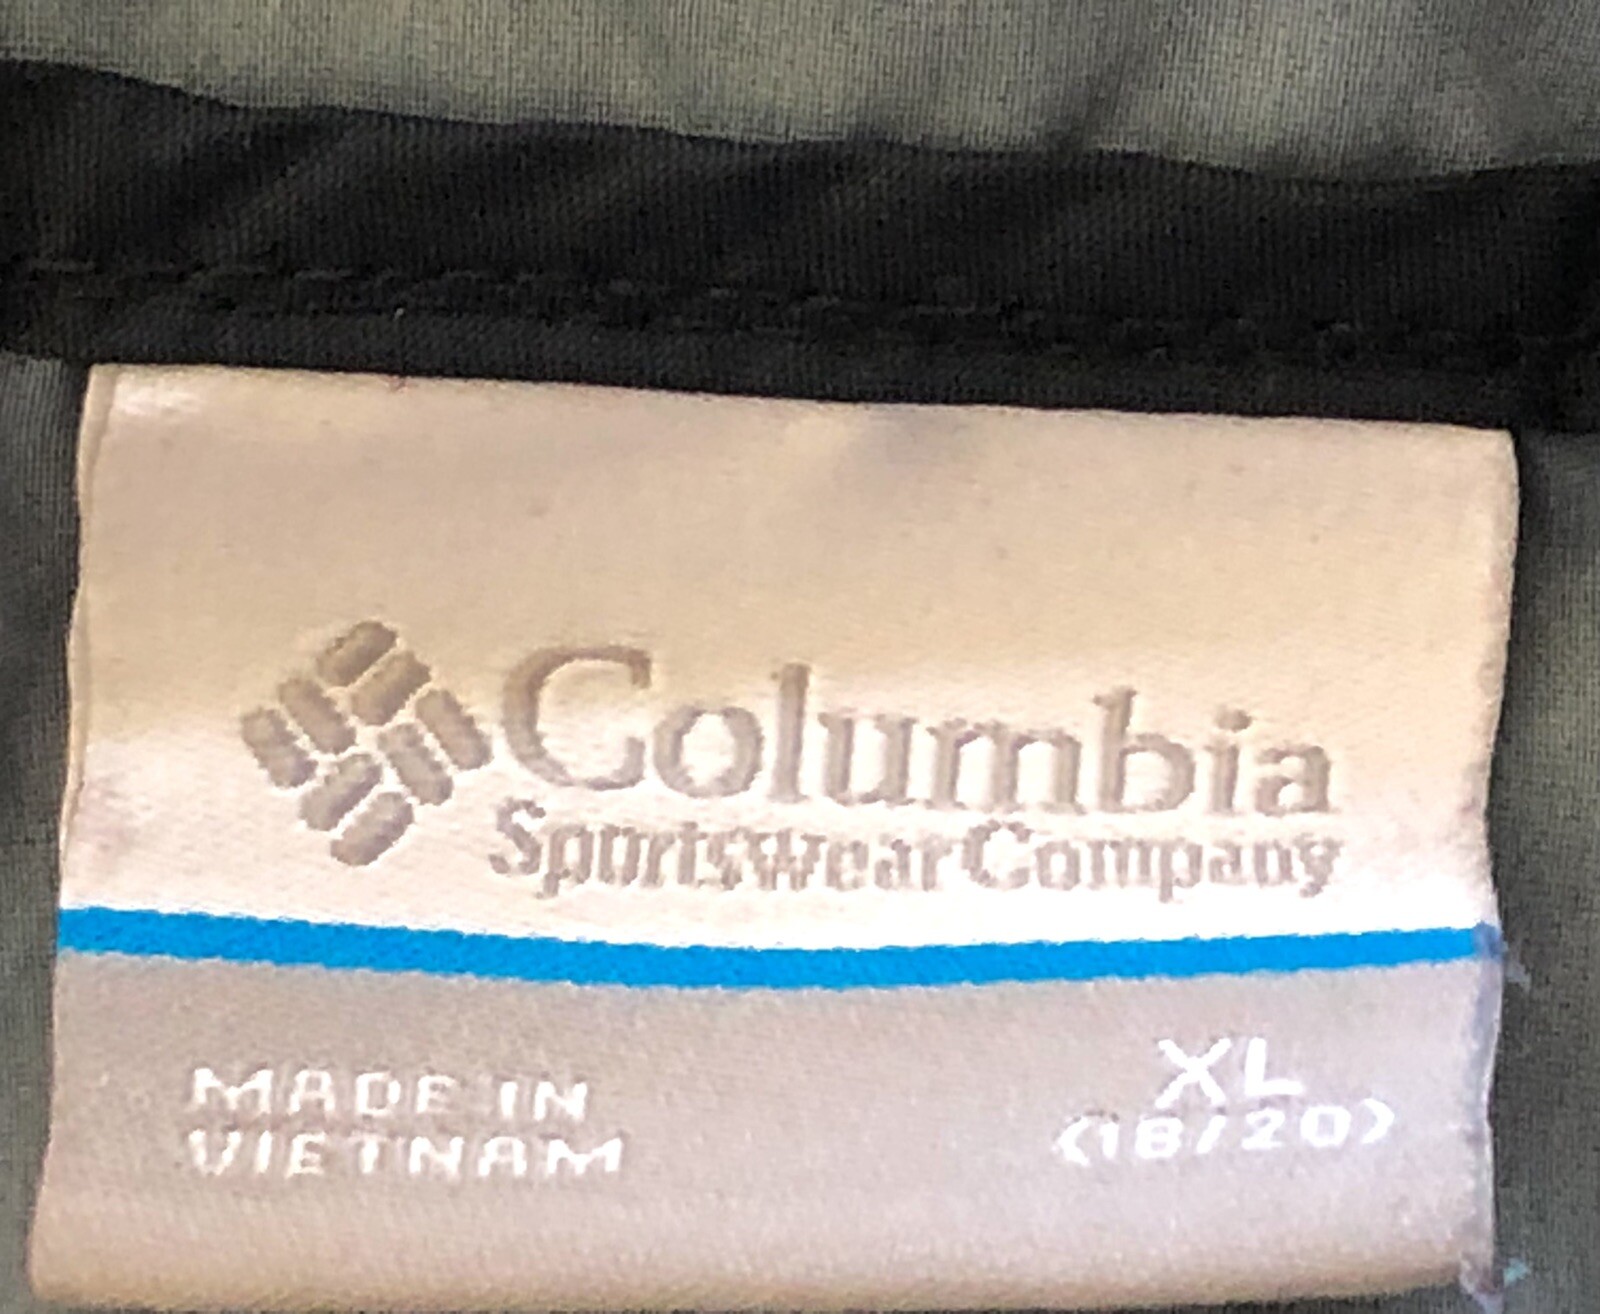 Columbia
Sportswear Company
MADE IN
VIETNAM
XL
(18/20)